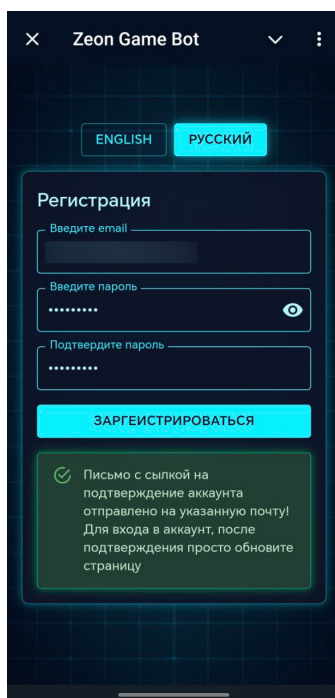 Zeon Game Bot
ENGLISH
РУССКИЙ
Регистрация
Введите email
Введите пароль
•••••••••
Подтвердите пароль
•••••••••
ЗАРГЕИСТРИРОВАТЬСЯ
Письмо с сылкой на
подтверждение аккаунта
отправлено на указанную почту!
Для входа в аккаунт, после
подтверждения просто обновите
страницу